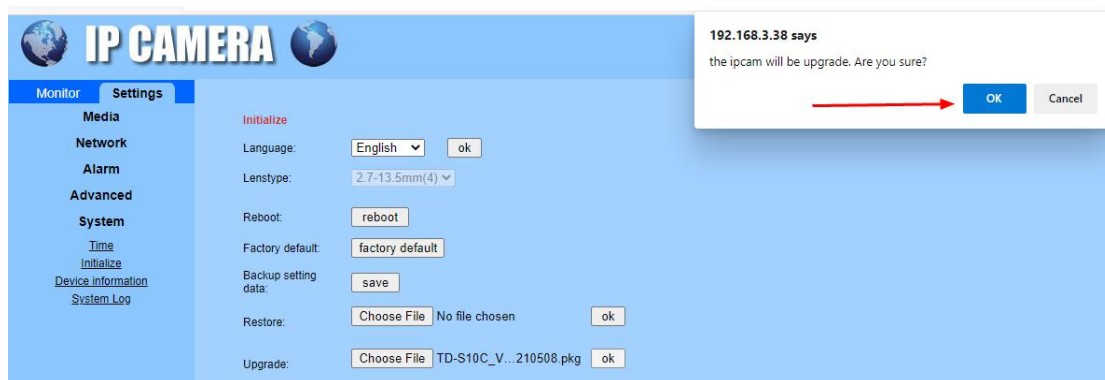 IP CAMERA
192.168.3.38 says
the ipcam will be upgrade. Are you sure?
OK Cancel
Monitor Settings
Media
Network
Alarm
Advanced
System
Time
Initialize
Device information
System Log
Initialize
Language: English ok
Lenstype: 2.7-13.5mm(4)
Reboot: reboot
Factory default: factory default
Backup setting
data: save
Restore: Choose File No file chosen ok
Upgrade: Choose File TD-S10C_V...210508.pkg ok